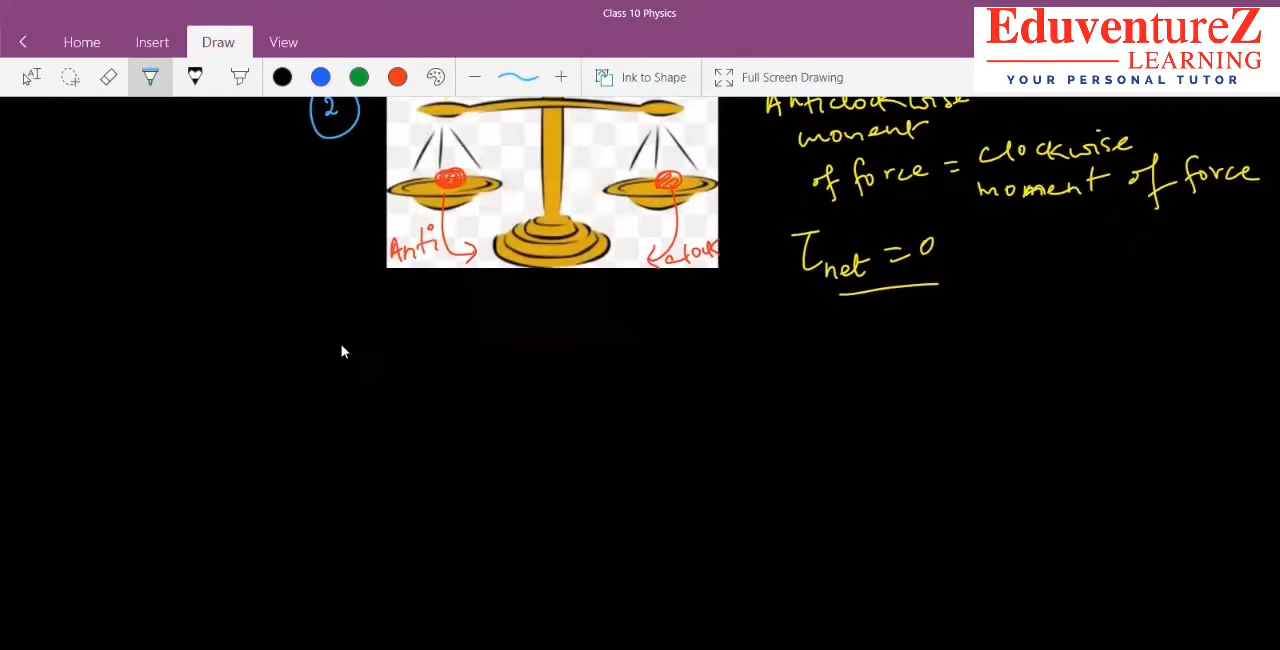 Class 10 Physics
EduventureZ
LEARNING
YOUR PERSONAL TUTOR
Home Insert Draw View
Ink to Shape Full Screen Drawing
2
Anticlockwise
moment
of force = clockwise
moment of force
τnet = 0
Anti
clock